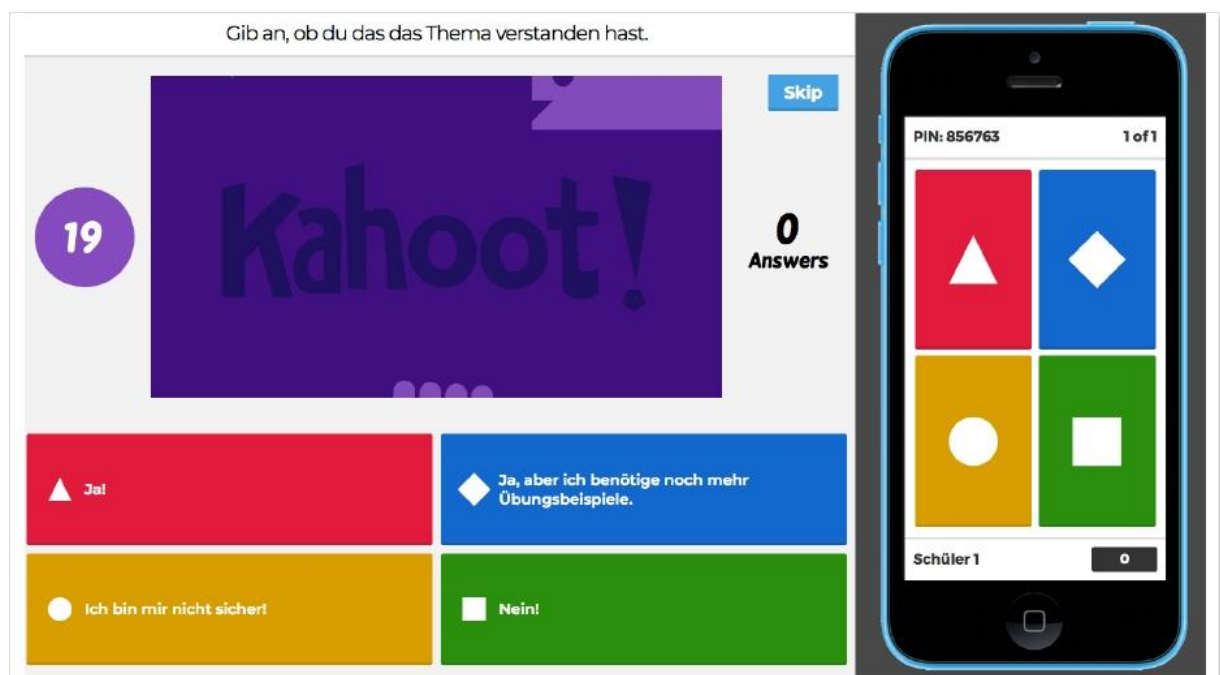 Gib an, ob du das das Thema verstanden hast.
Skip
19
Kahoot!
0
Answers
Ja!
Ja, aber ich benötige noch mehr
Übungsbeispiele.
Ich bin mir nicht sicher!
Nein!
PIN: 856763
1 of 1
Schüler 1
0